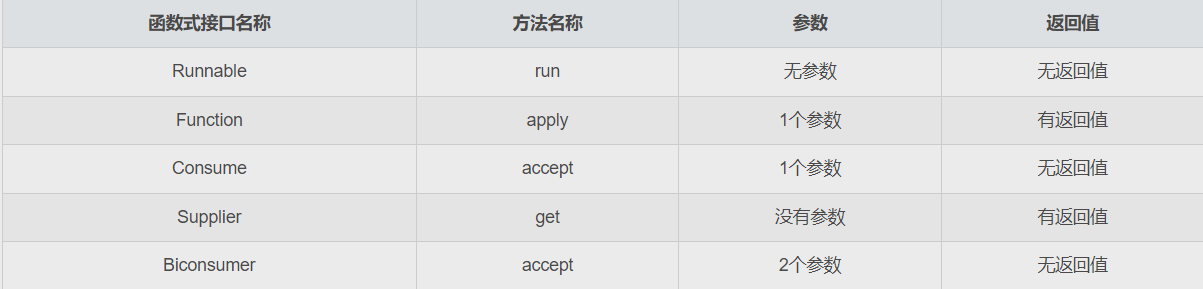 函数式接口名称 方法名称 参数 返回值
Runnable run 无参数 无返回值
Function apply 1个参数 有返回值
Consume accept 1个参数 无返回值
Supplier get 没有参数 有返回值
Biconsumer accept 2个参数 无返回值